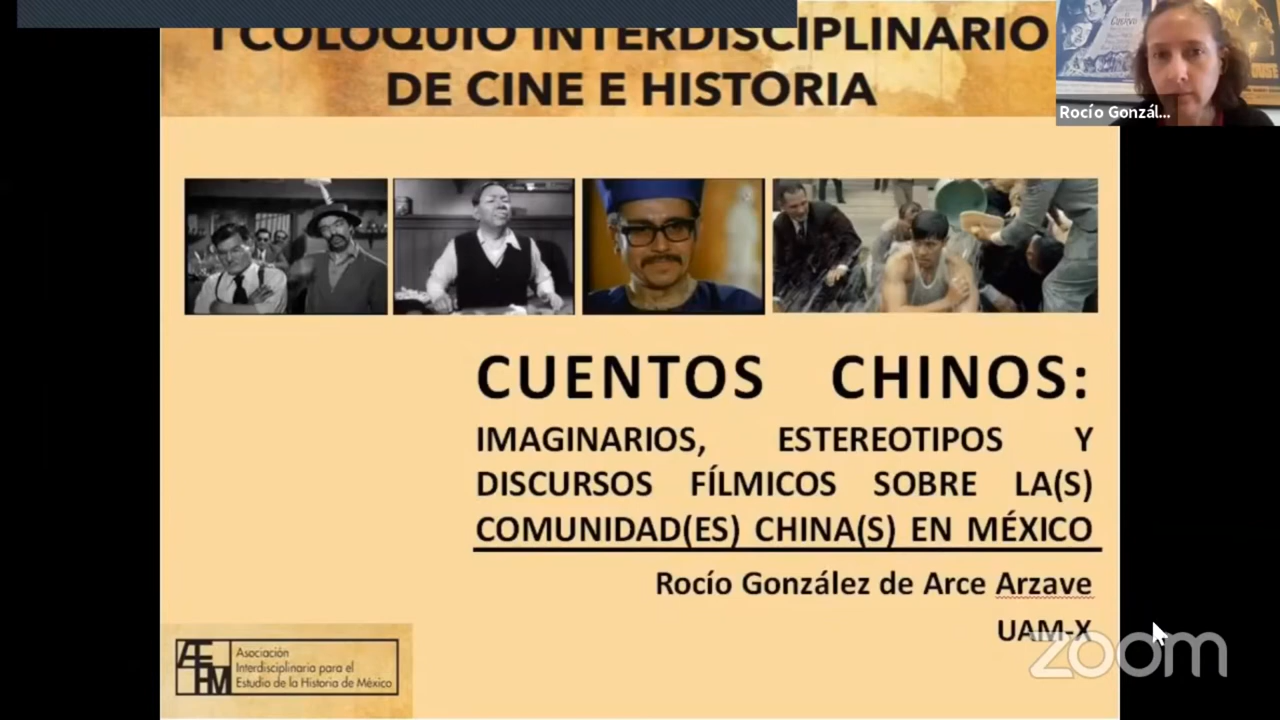 I COLOQUIO INTERDISCIPLINARIO
DE CINE E HISTORIA
Rocío Gonzál...
CUENTOS CHINOS:
IMAGINARIOS, ESTEREOTIPOS Y
DISCURSOS FÍLMICOS SOBRE LA(S)
COMUNIDAD(ES) CHINA(S) EN MÉXICO
Rocío González de Arce Arzave
UAM-X
zoom
Asociación
Interdisciplinaria para el
Estudio de la Historia de México